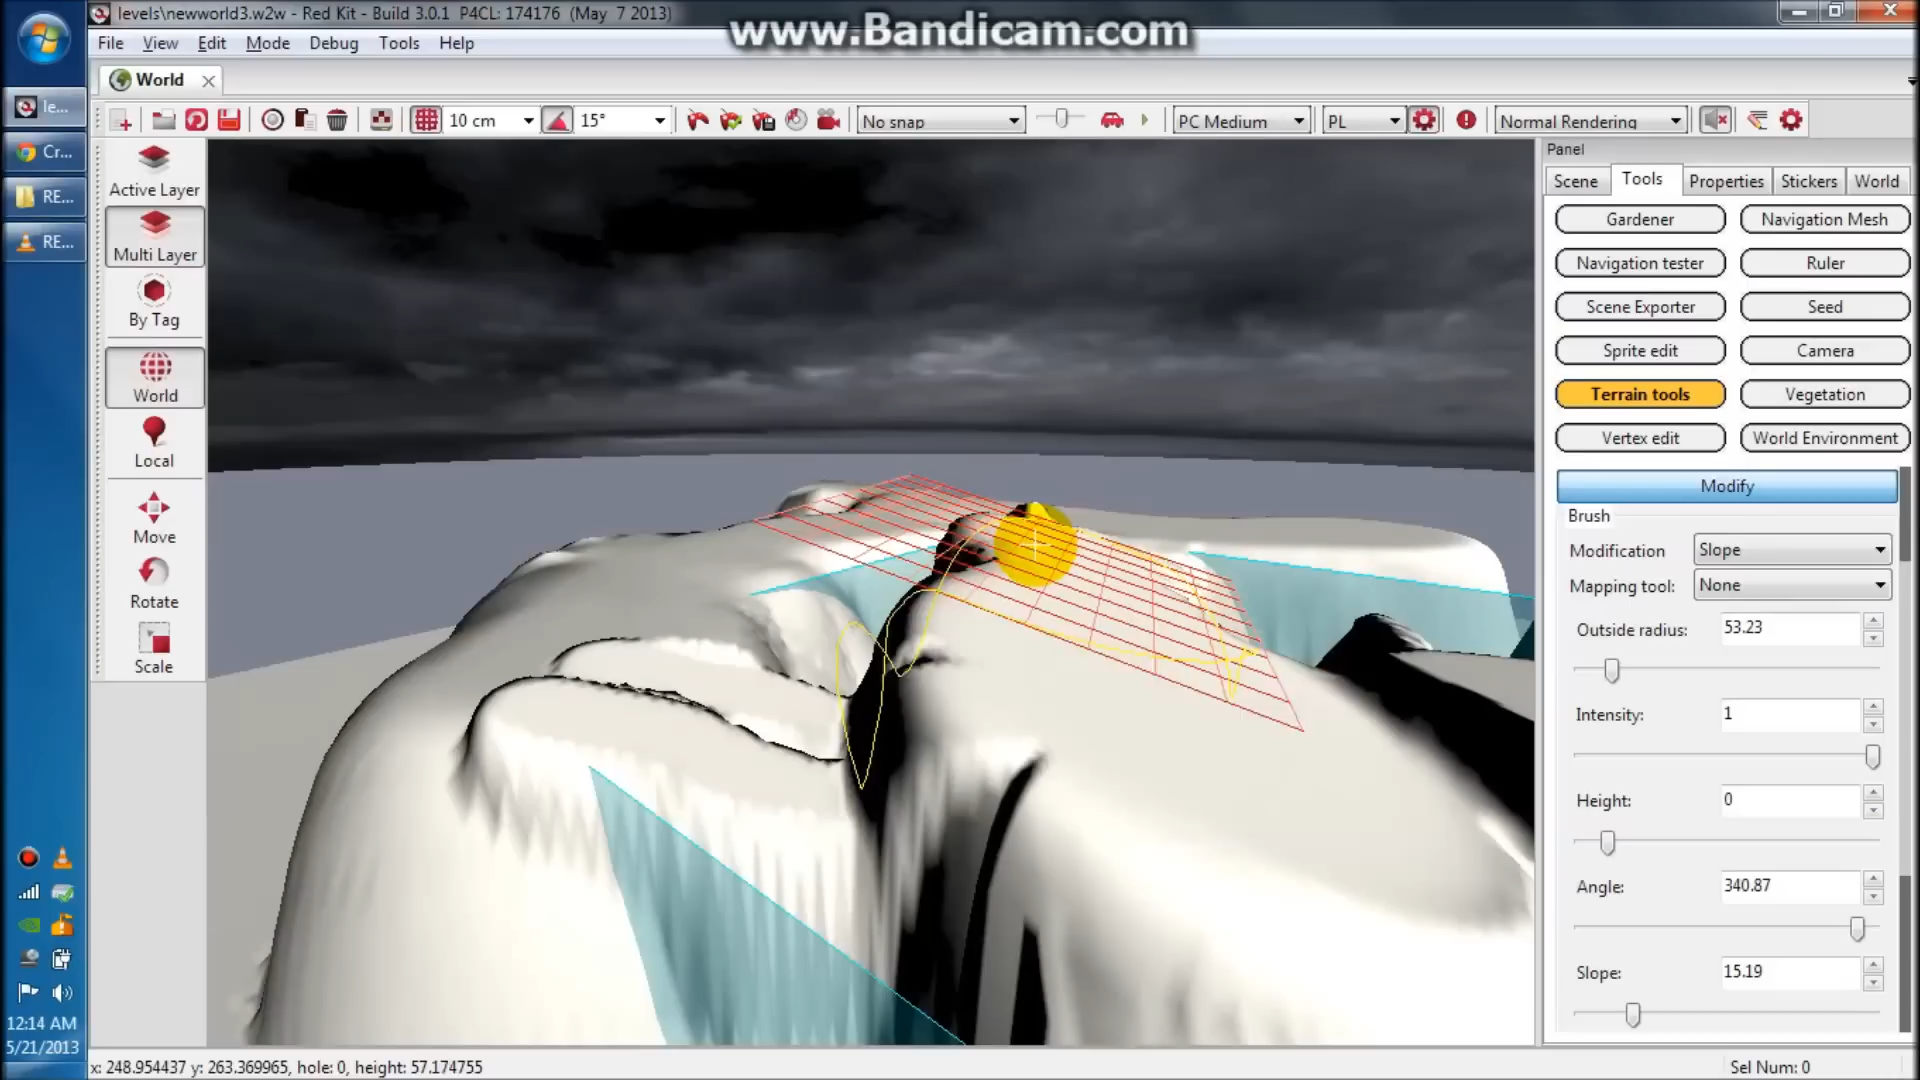 levels\newworld3.w2w - Red Kit - Build 3.0.1 P4CL: 174176 (May 7 2013)
www.Bandicam.com
File View Edit Mode Debug Tools Help
World
le...
10 cm 15° No snap PC Medium PL Normal Rendering
Cr...
RE...
RE...
Active Layer
Multi Layer
By Tag
World
Local
Move
Rotate
Scale
Panel
Scene Tools Properties Stickers World
Gardener Navigation Mesh
Navigation tester Ruler
Scene Exporter Seed
Sprite edit Camera
Terrain tools Vegetation
Vertex edit World Environment
Modify
Brush
Modification Slope
Mapping tool: None
Outside radius: 53.23
Intensity: 1
Height: 0
Angle: 340.87
Slope: 15.19
12:14 AM
5/21/2013
x: 248.954437 y: 263.369965, hole: 0, height: 57.174755
Sel Num: 0